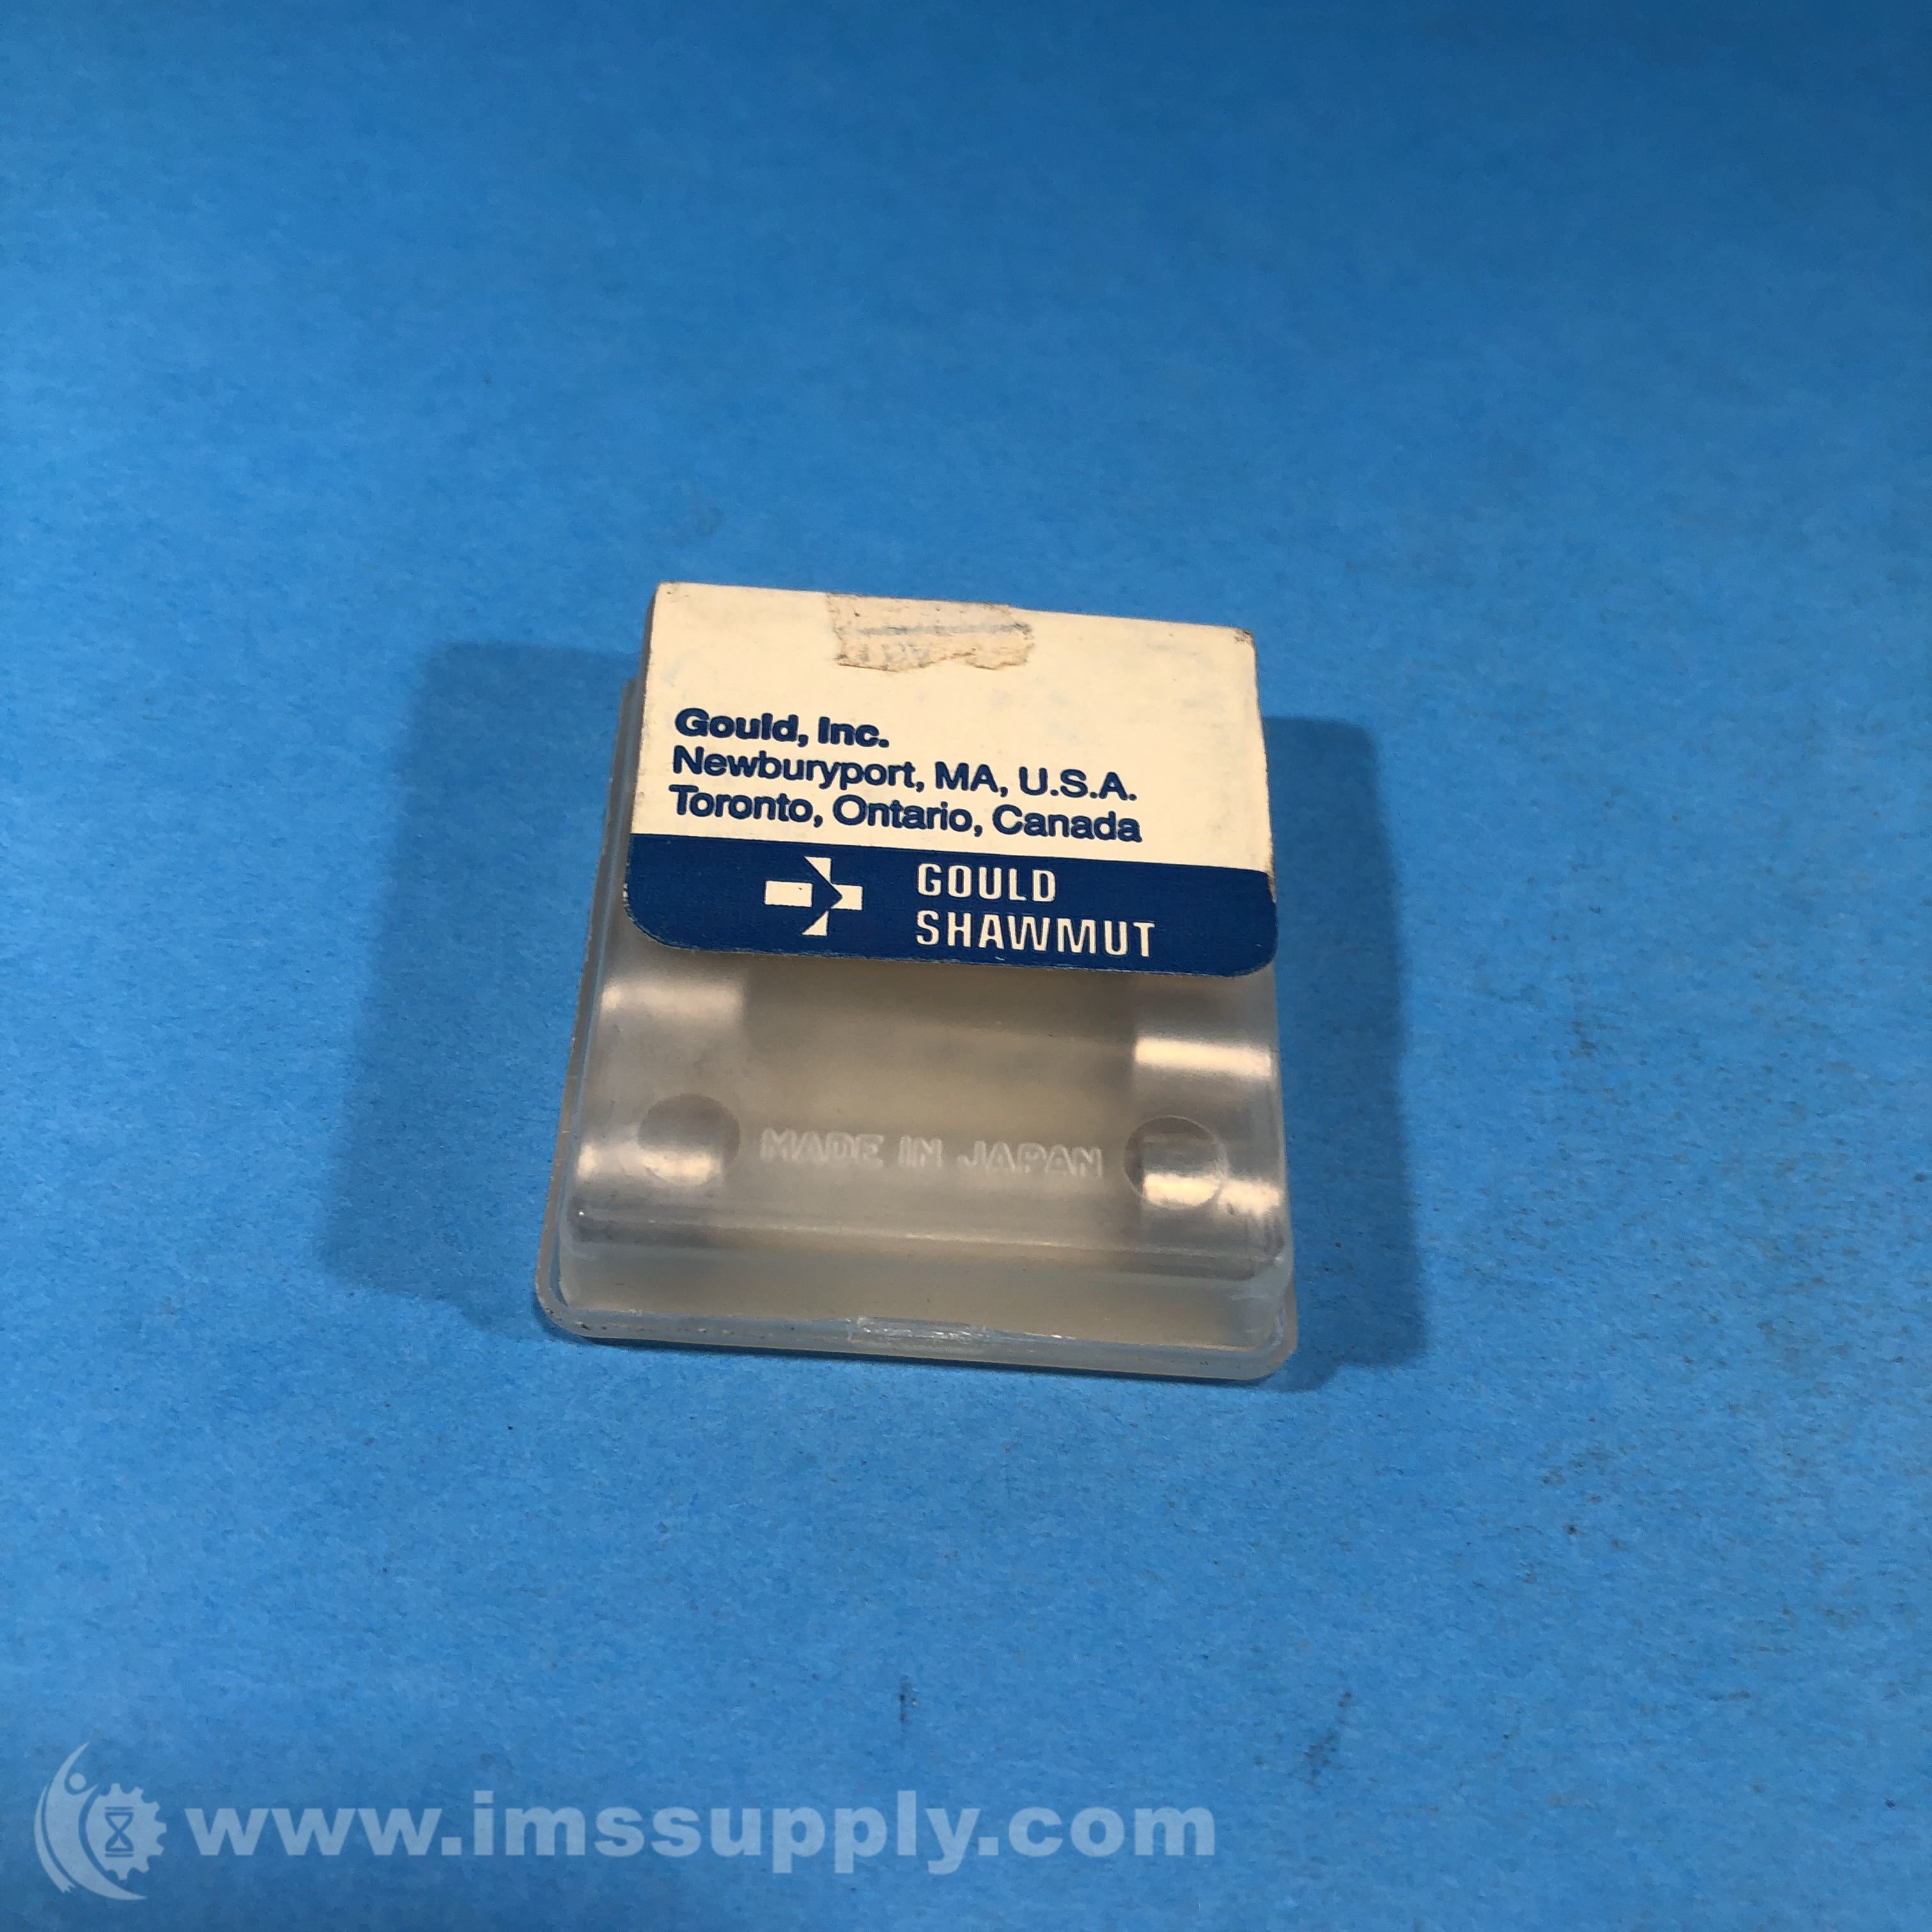 Gould, Inc.
Newburyport, MA, U.S.A.
Toronto, Ontario, Canada
GOULD
SHAWMUT
MADE IN JAPAN
www.imssupply.com